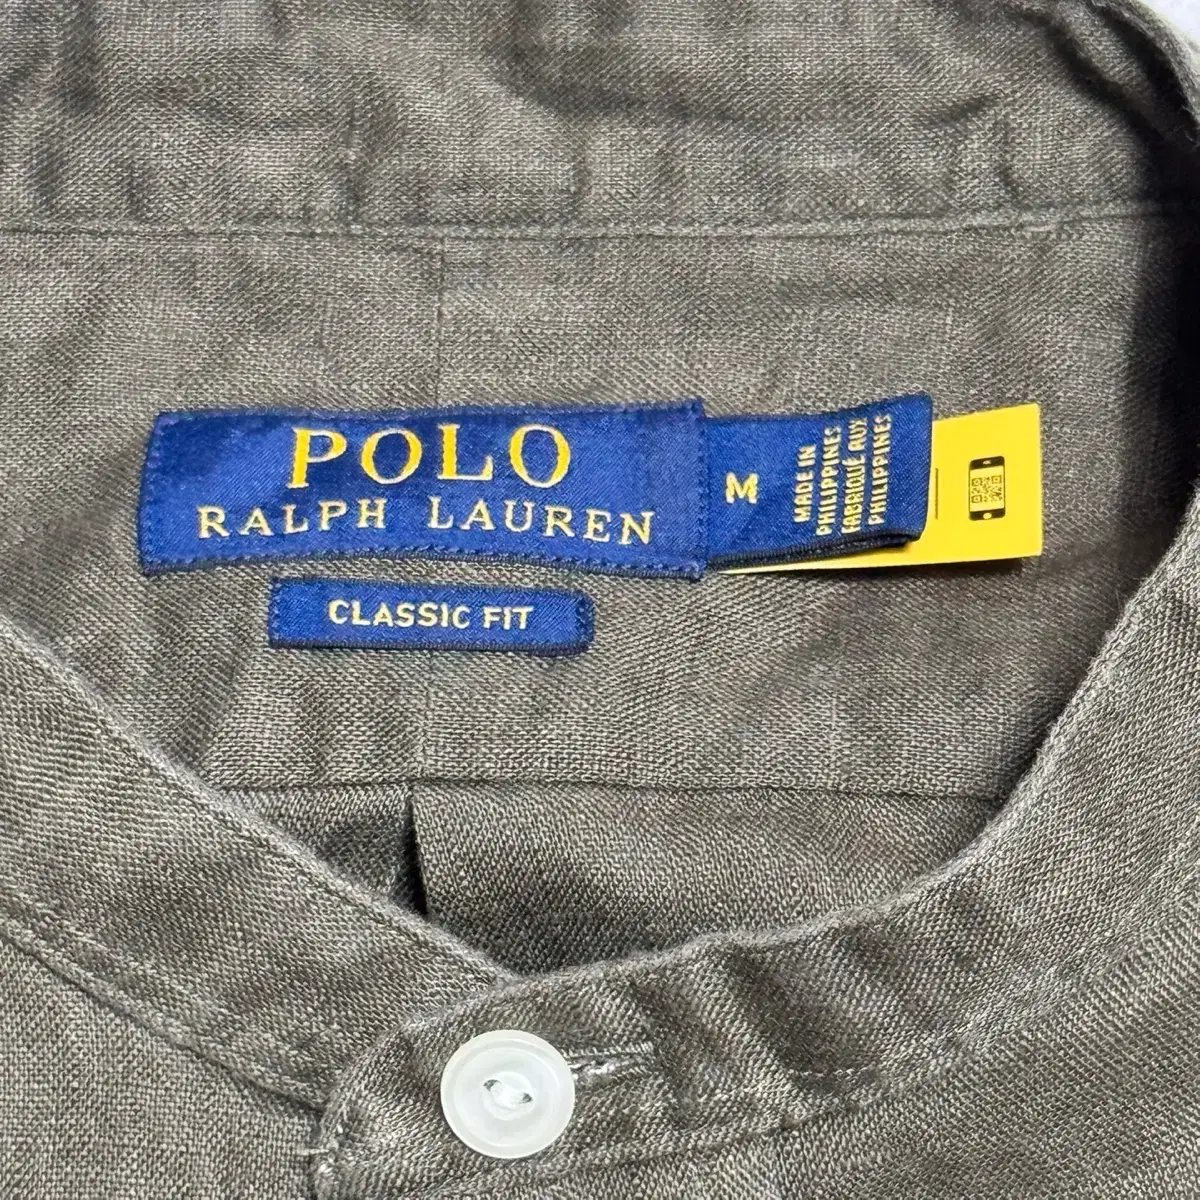 POLO
RALPH LAUREN
CLASSIC FIT
M
MADE IN
PHILIPPINES
FABRIQUÉ AUX
PHILIPPINES